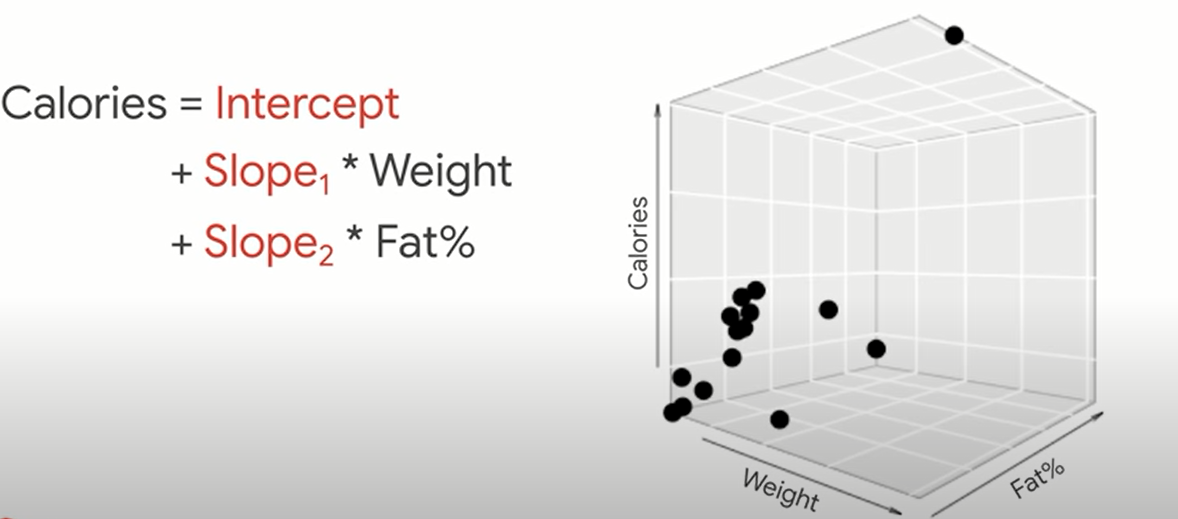 Calories = Intercept
+ Slope₁ * Weight
+ Slope₂ * Fat%
Calories
Weight
Fat%